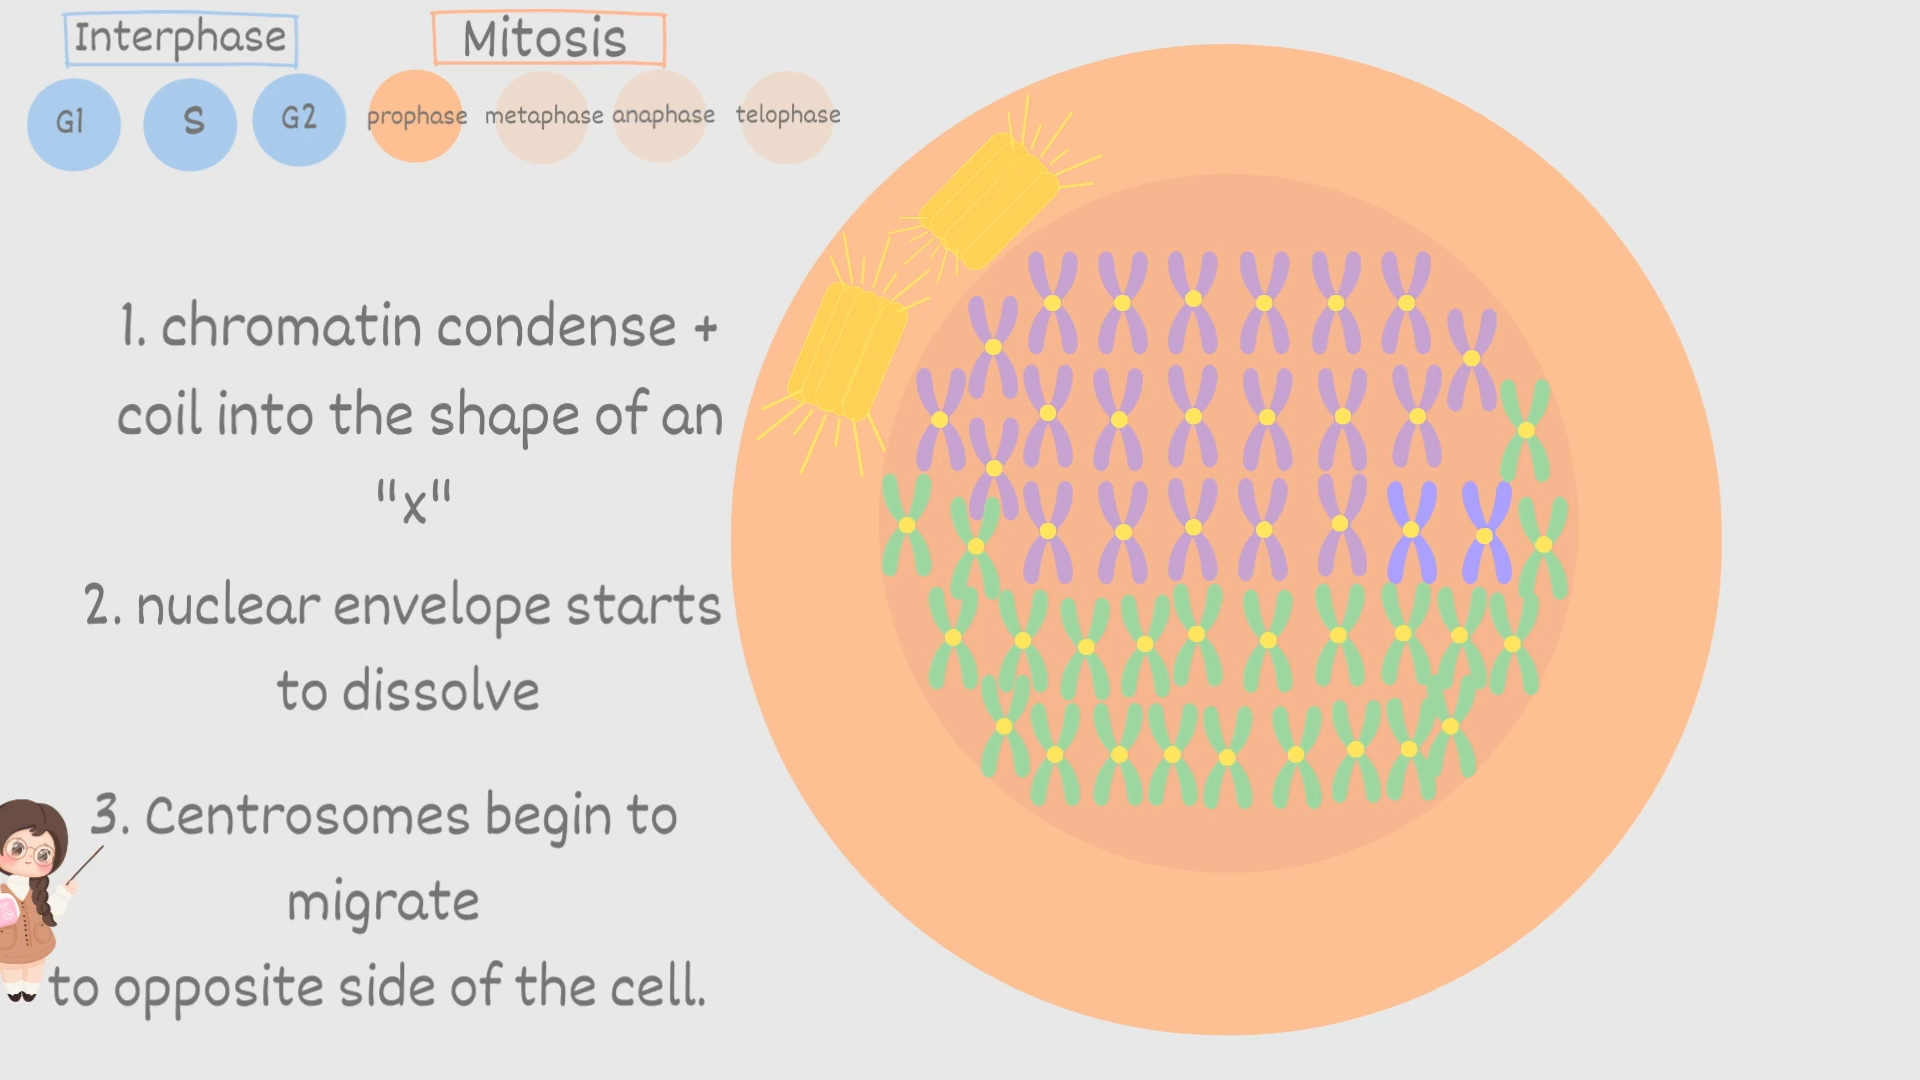 Interphase
Mitosis
G1
S
G2
prophase
metaphase
anaphase
telophase
1. chromatin condense +
coil into the shape of an
"x"
2. nuclear envelope starts
to dissolve
3. Centrosomes begin to
migrate
to opposite side of the cell.